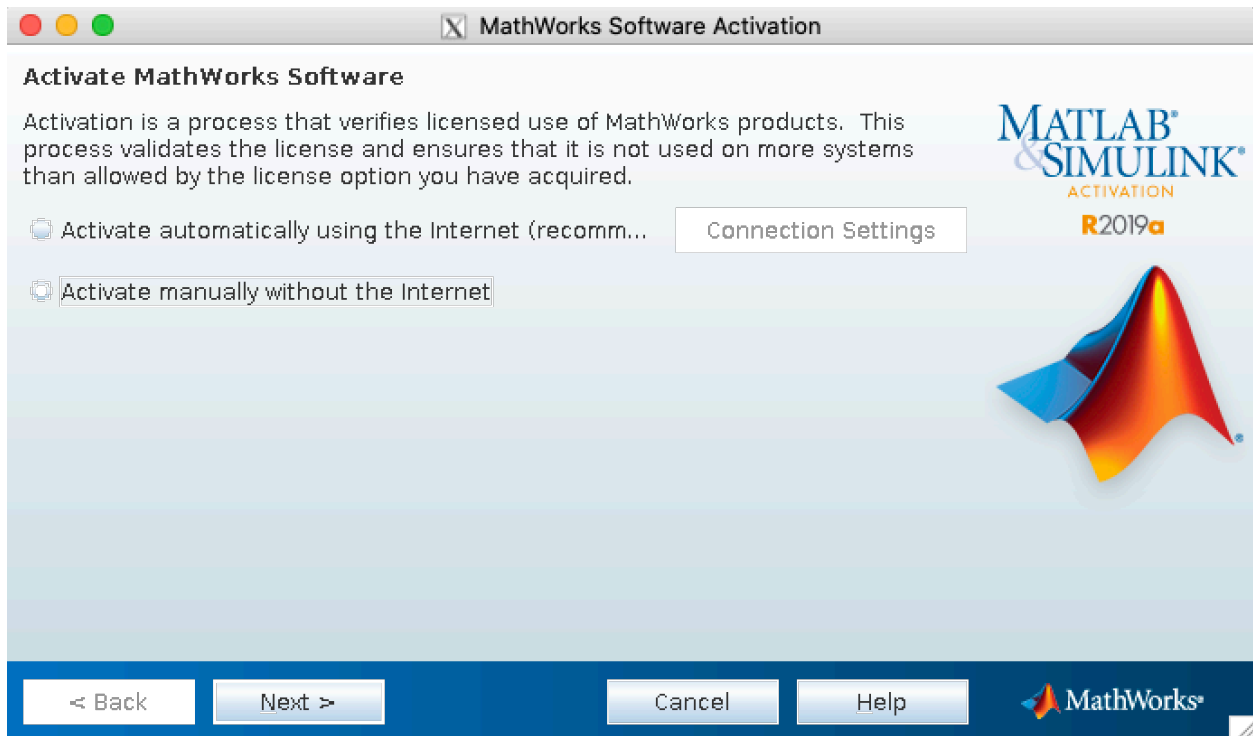 MathWorks Software Activation
Activate MathWorks Software
Activation is a process that verifies licensed use of MathWorks products. This
process validates the license and ensures that it is not used on more systems
than allowed by the license option you have acquired.
Activate automatically using the Internet (recomm...
Connection Settings
Activate manually without the Internet
MATLAB®
&SIMULINK®
ACTIVATION
R2019a
< Back
Next >
Cancel
Help
MathWorks®